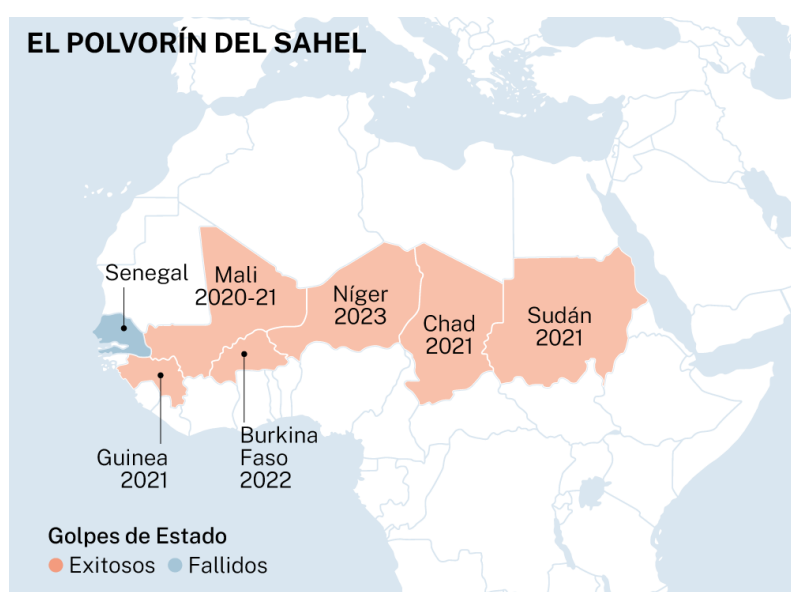 EL POLVORÍN DEL SAHEL
Senegal
Mali
2020-21
Níger
2023
Chad
2021
Sudán
2021
Guinea
2021
Burkina
Faso
2022
Golpes de Estado
Exitosos
Fallidos